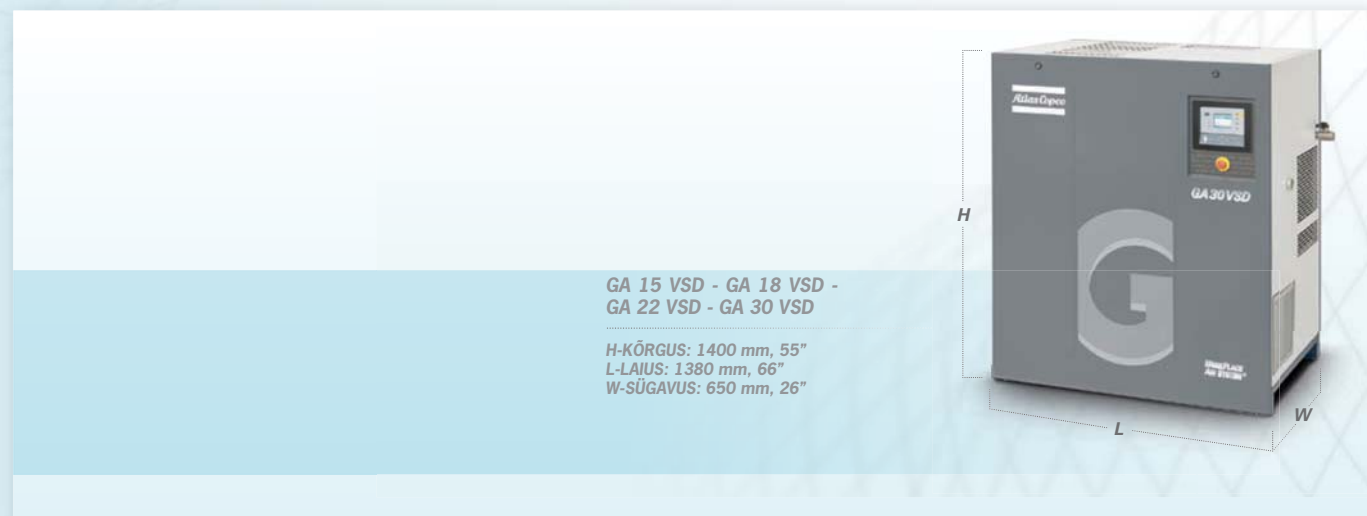 Atlas Copco
GA 30 VSD
H
GA 15 VSD - GA 18 VSD -
GA 22 VSD - GA 30 VSD
H-KÕRGUS: 1400 mm, 55”
L-LAIUS: 1380 mm, 66”
W-SÜGAVUS: 650 mm, 26”
G
L
W